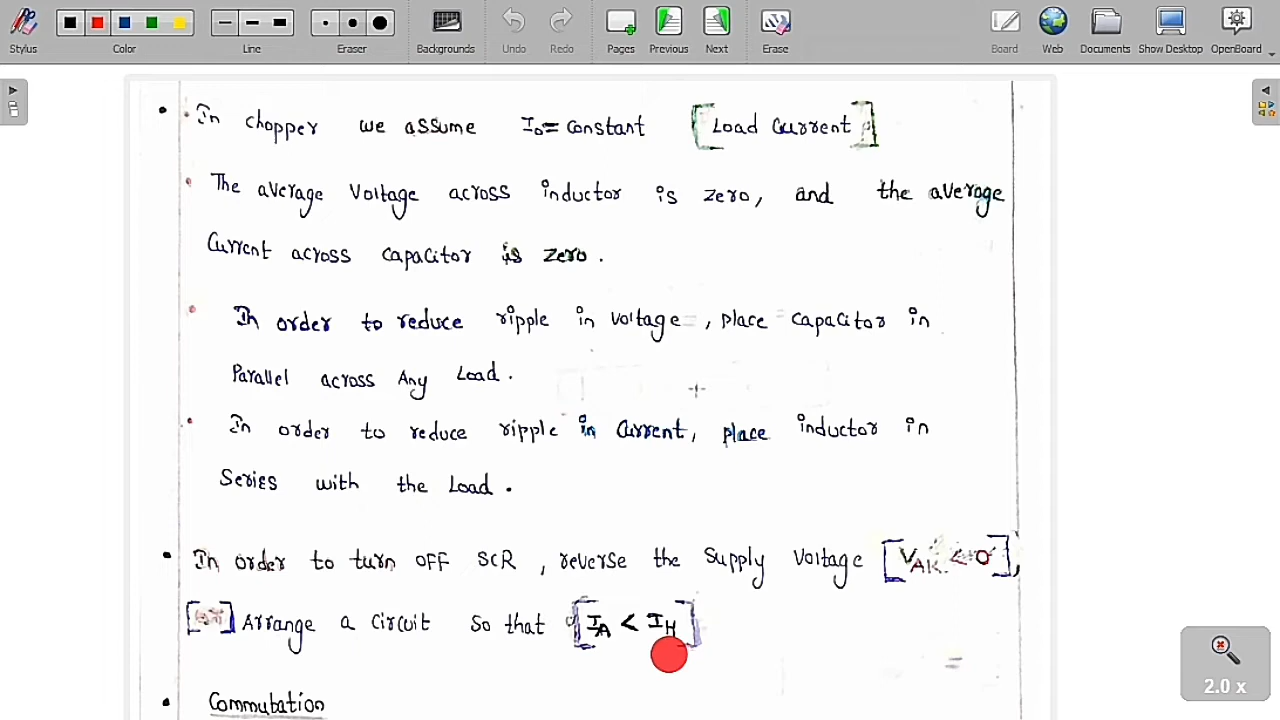 Stylus
Color
Line
Eraser
Backgrounds
Undo
Redo
Pages
Previous
Next
Erase
Board
Web
Documents
Show Desktop
OpenBoard
In chopper we assume I0 = Constant [Load Current]
The average Voltage across inductor is zero, and the average
Current across capacitor is zero.
In order to reduce ripple in voltage, place capacitor in
Parallel across Any Load.
In order to reduce ripple in Current, place inductor in
Series with the Load.
In order to turn OFF SCR, reverse the Supply Voltage [VAK < 0],
[or] Arrange a circuit so that [IA < IH]
Commutation
2.0 x